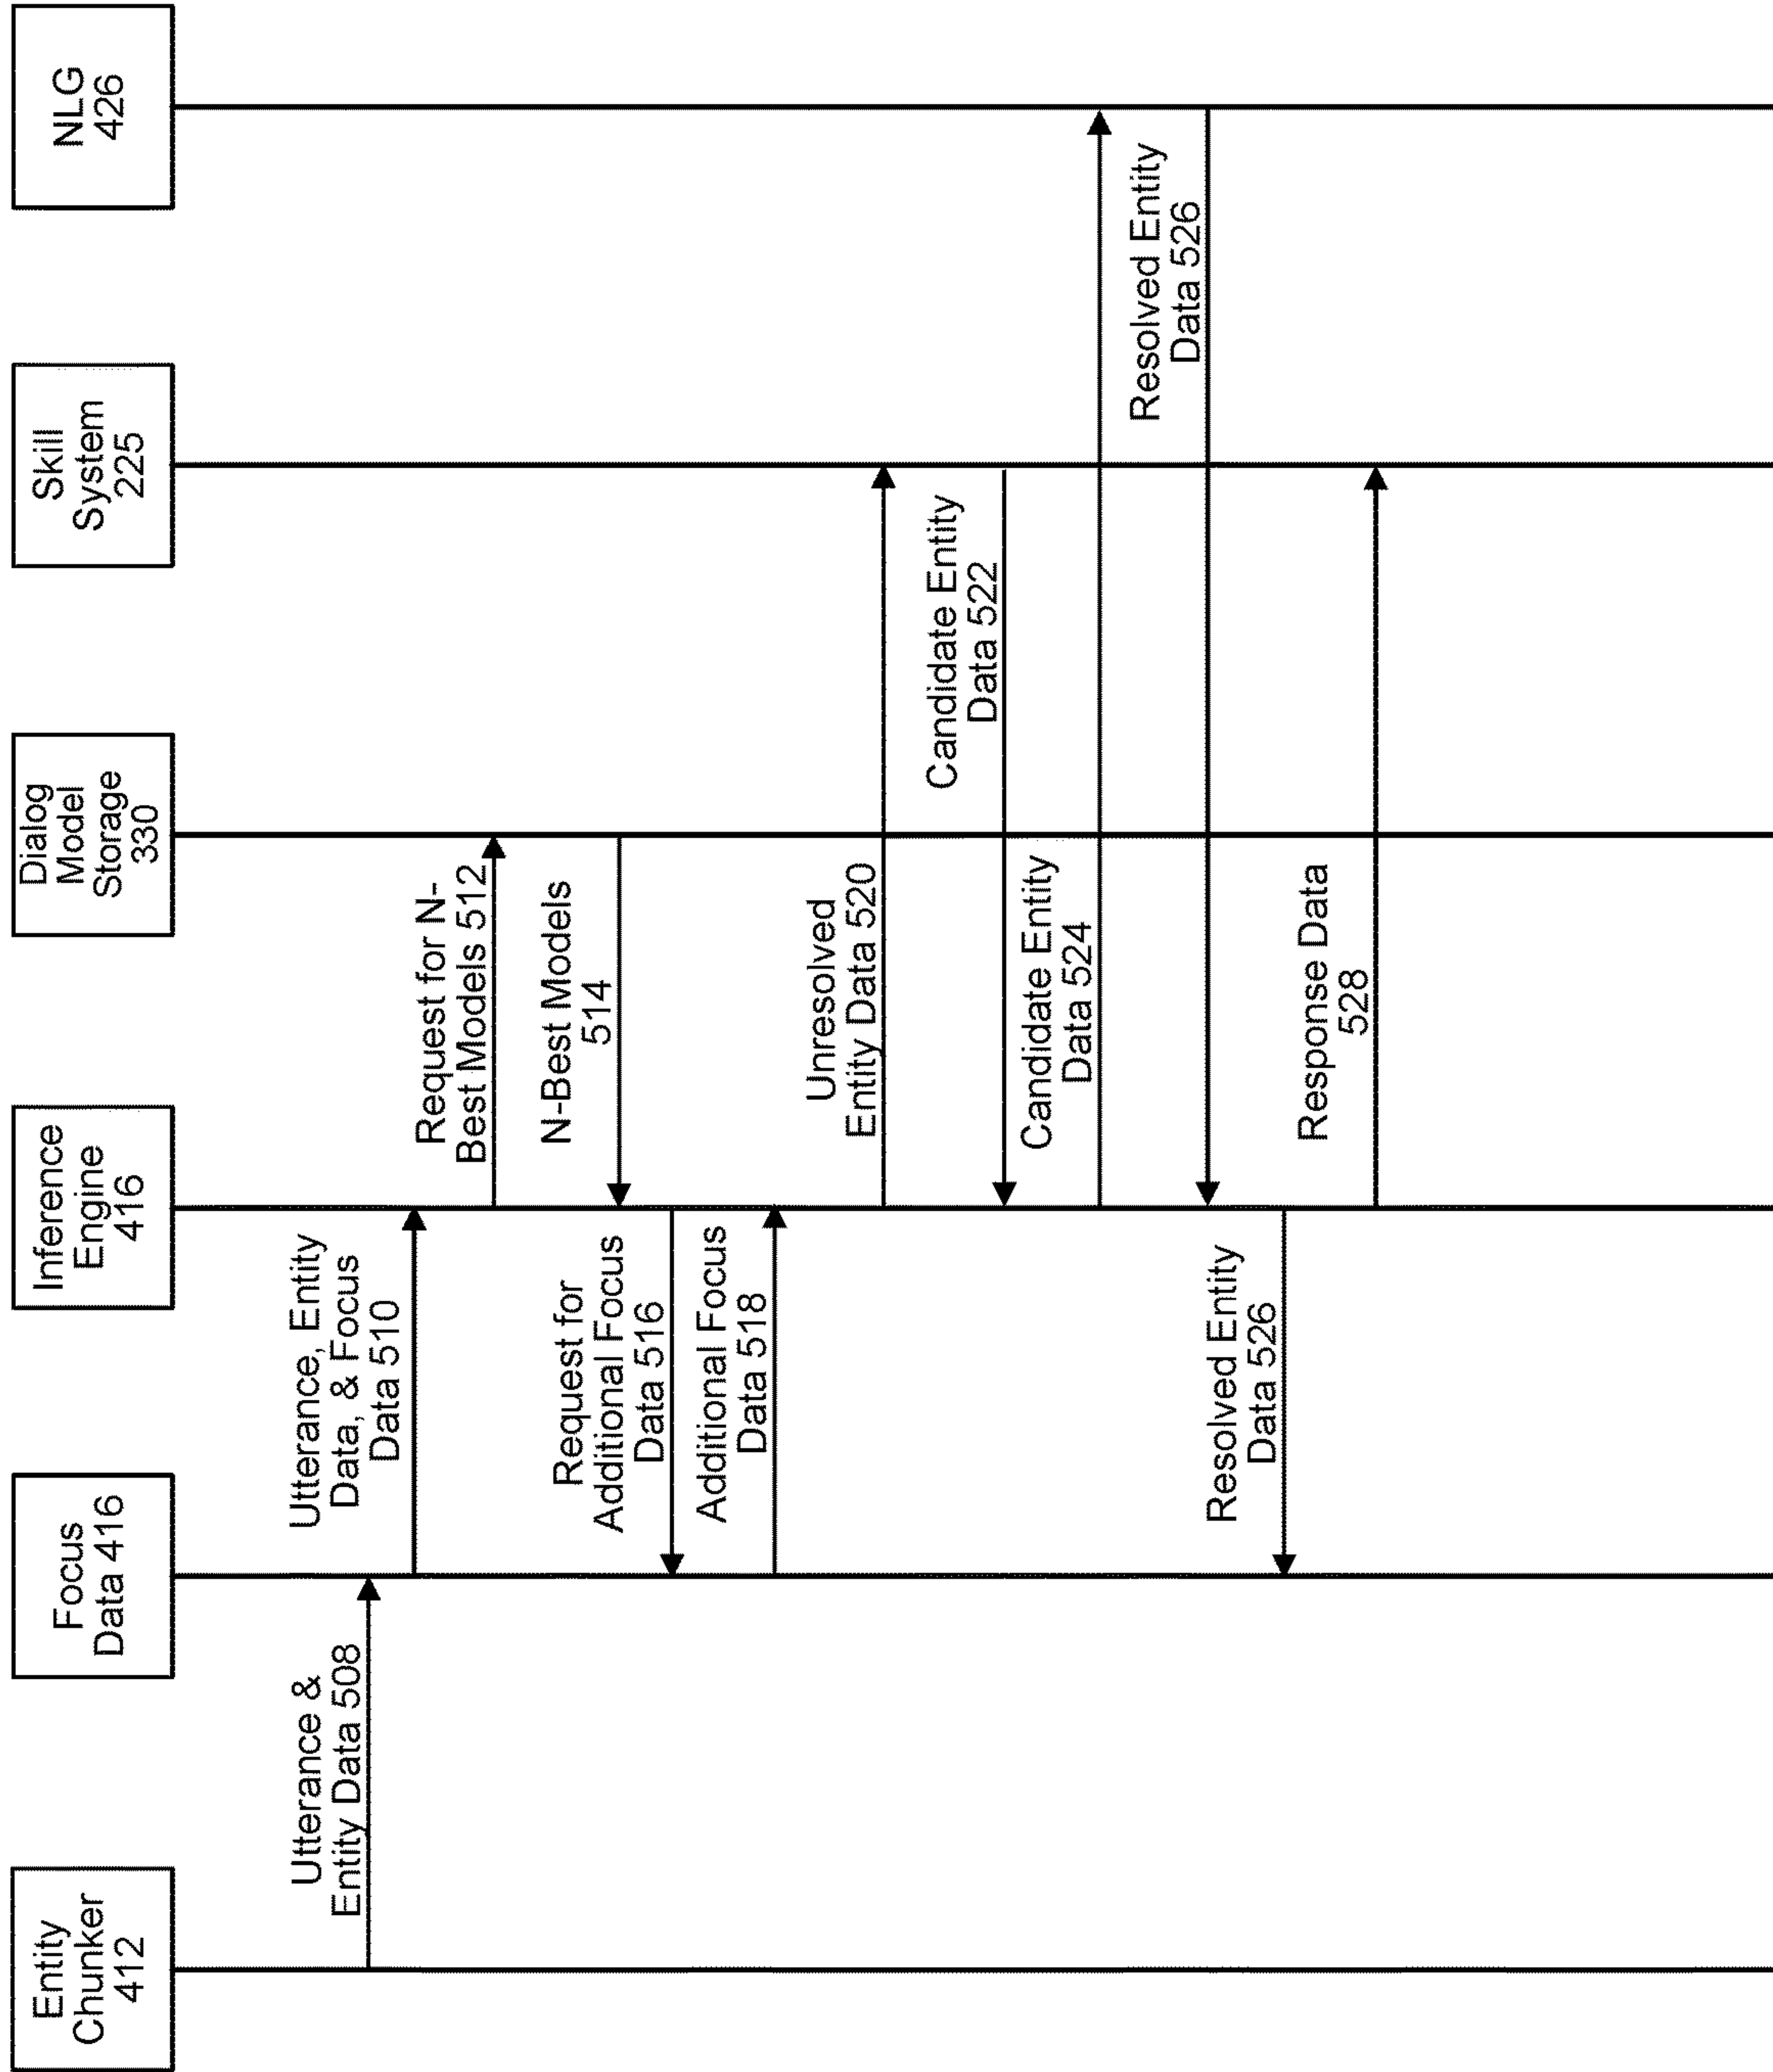 Entity
Chunker
412
Focus
Data 416
Inference
Engine
416
Dialog
Model
Storage
330
Skill
System
225
NLG
426
Utterance &
Entity Data 508
Utterance, Entity
Data, & Focus
Data 510
Request for N-
Best Models 512
N-Best Models
514
Request for
Additional Focus
Data 516
Additional Focus
Data 518
Unresolved
Entity Data 520
Candidate Entity
Data 522
Candidate Entity
Data 524
Resolved Entity
Data 526
Resolved Entity
Data 526
Response Data
528